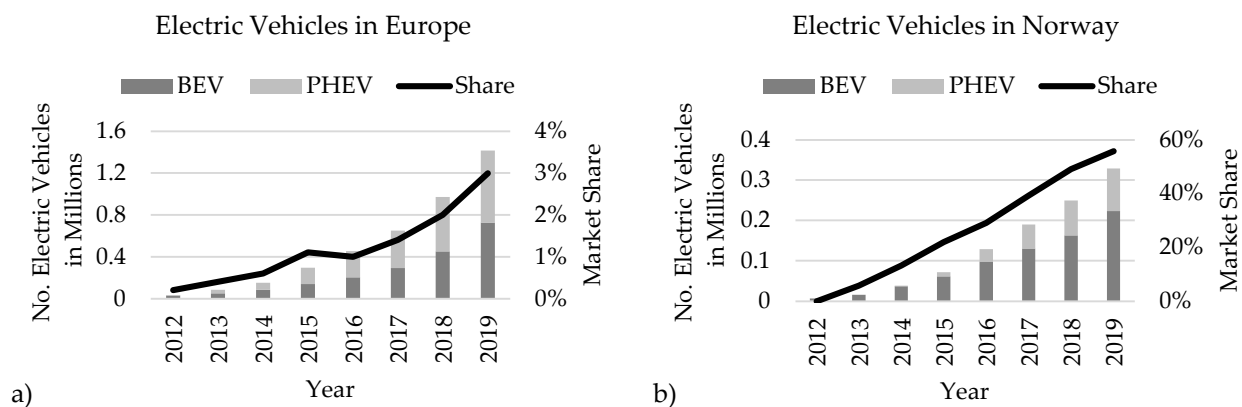 Electric Vehicles in Europe
BEV PHEV Share
No. Electric Vehicles
in Millions
1.6
1.2
0.8
0.4
0
4%
3%
2%
1%
0%
Market Share
2012 2013 2014 2015 2016 2017 2018 2019
Year
a)
Electric Vehicles in Norway
BEV PHEV Share
No. Electric Vehicles
in Millions
0.4
0.3
0.2
0.1
0
60%
40%
20%
0%
Market Share
2012 2013 2014 2015 2016 2017 2018 2019
Year
b)